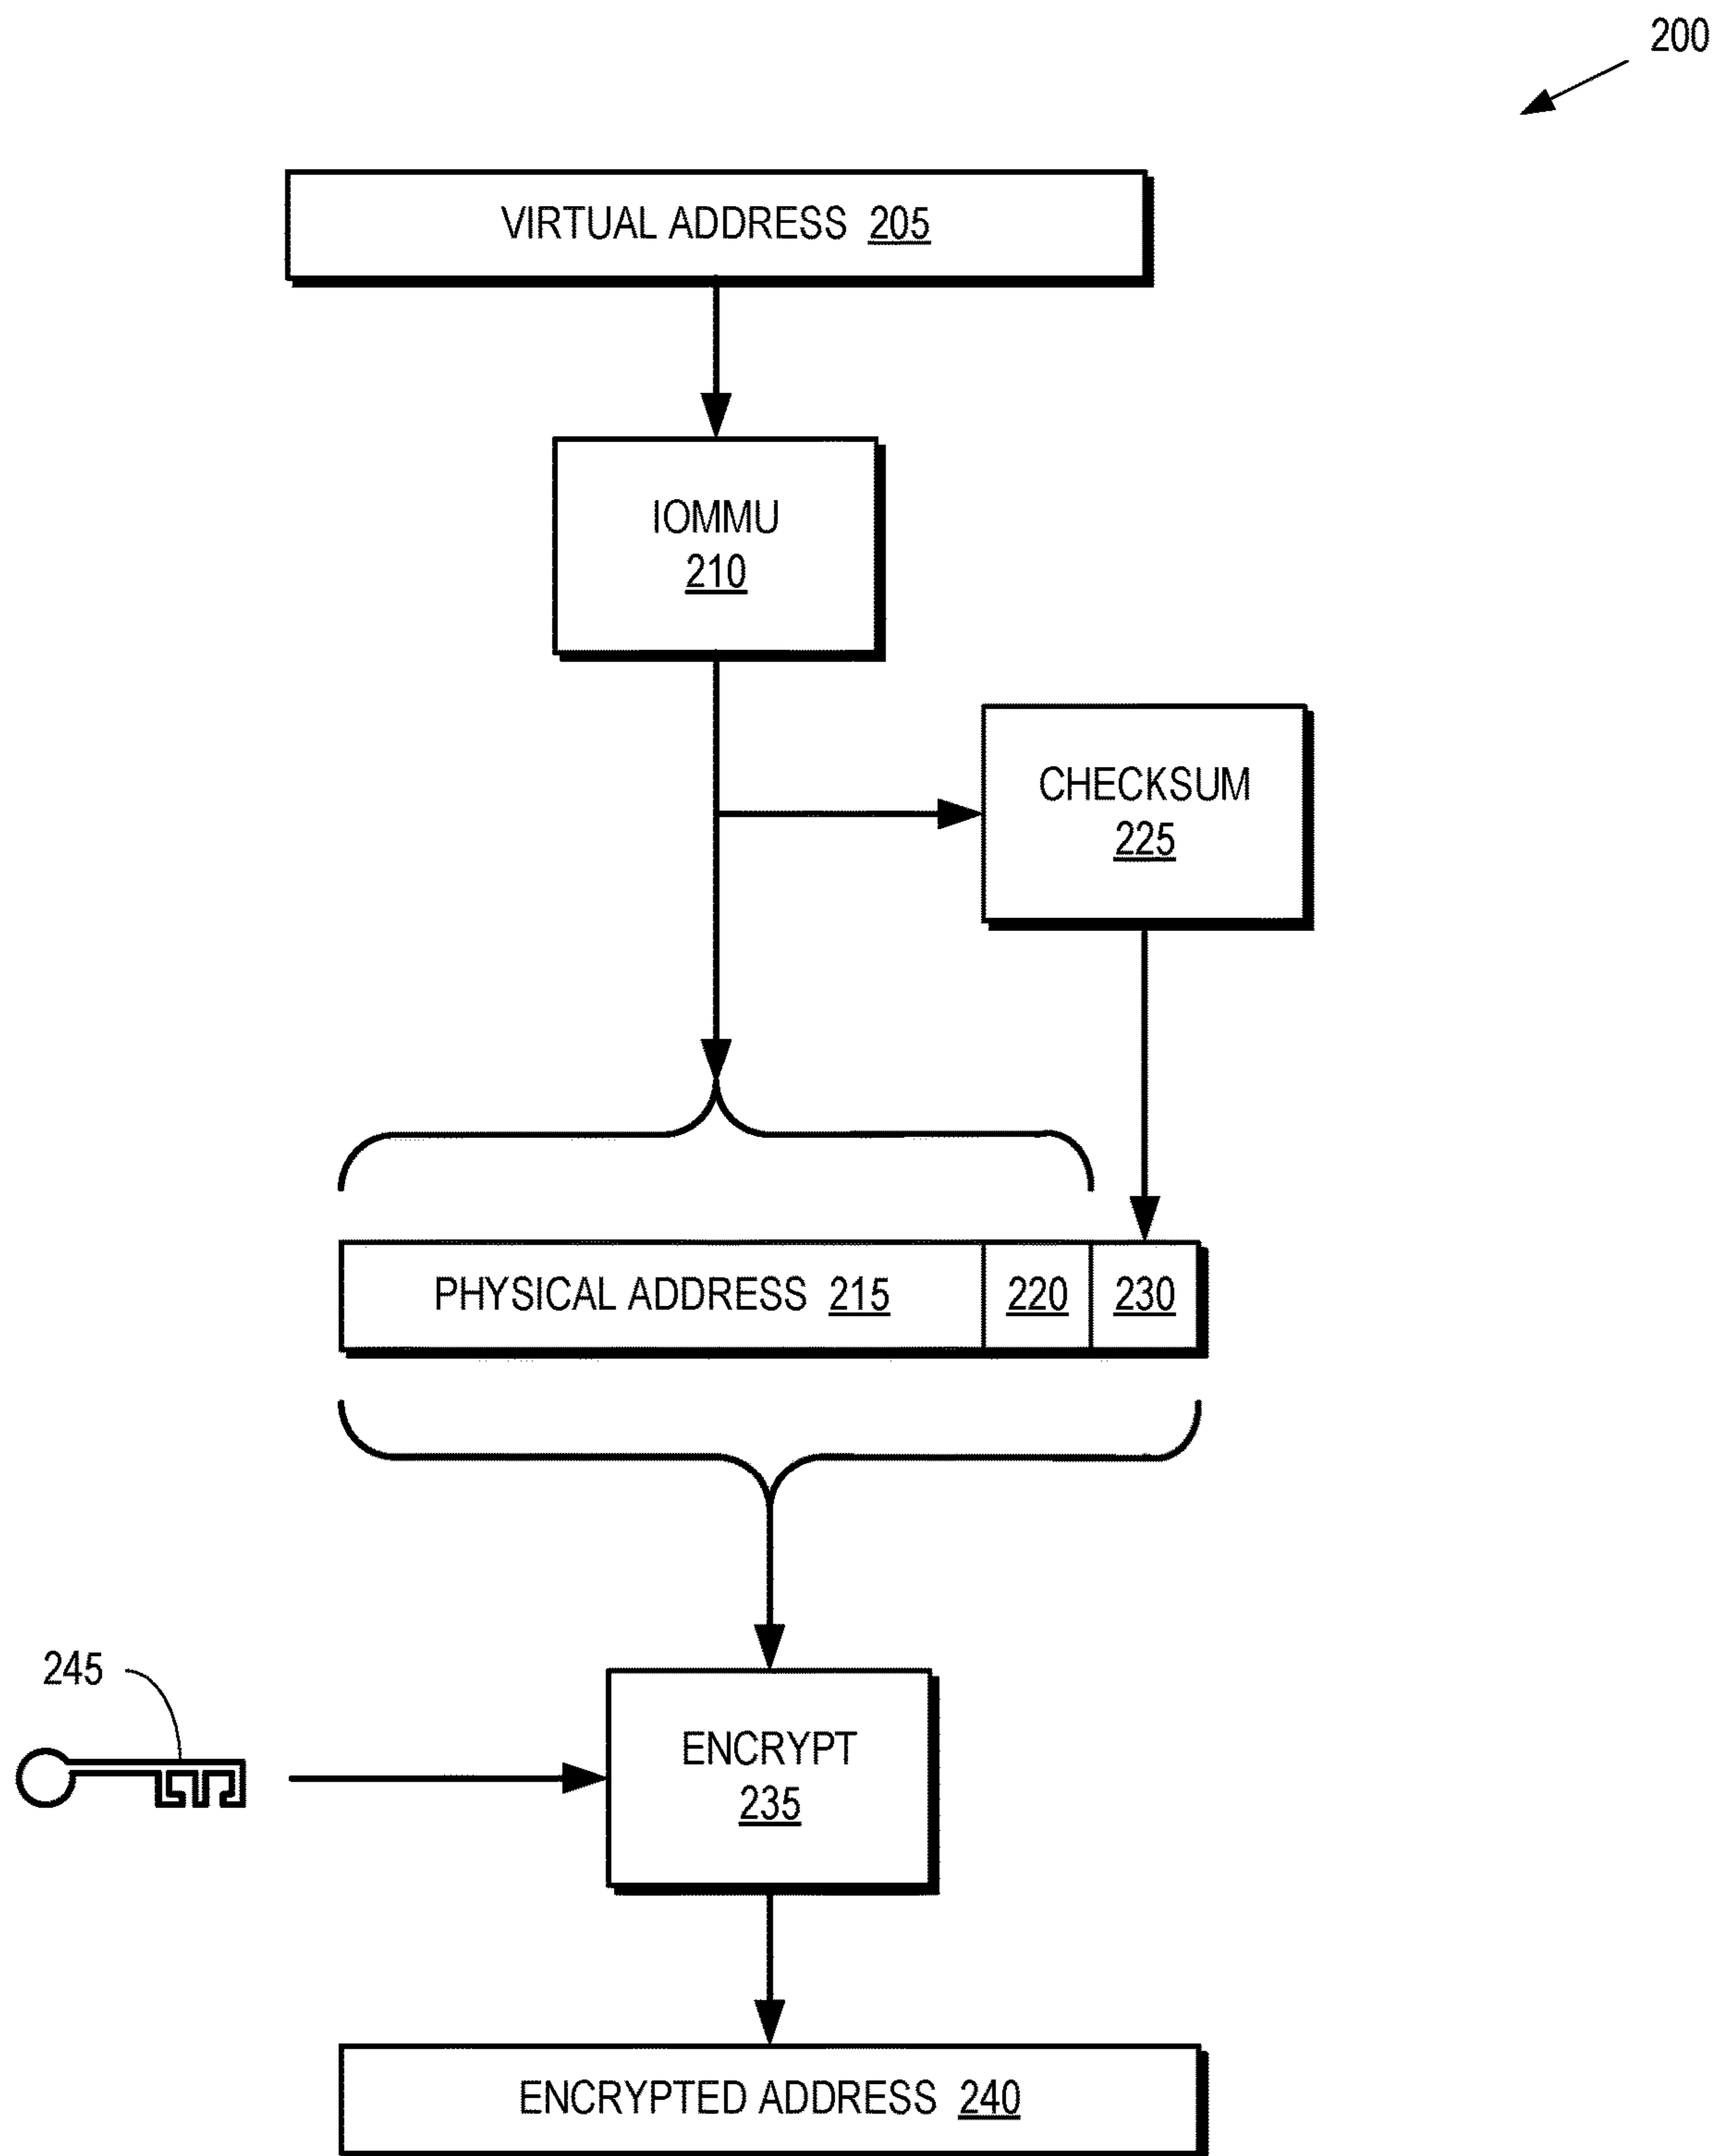 200
VIRTUAL ADDRESS 205
IOMMU
210
CHECKSUM
225
PHYSICAL ADDRESS 215 220 230
245
ENCRYPT
235
ENCRYPTED ADDRESS 240